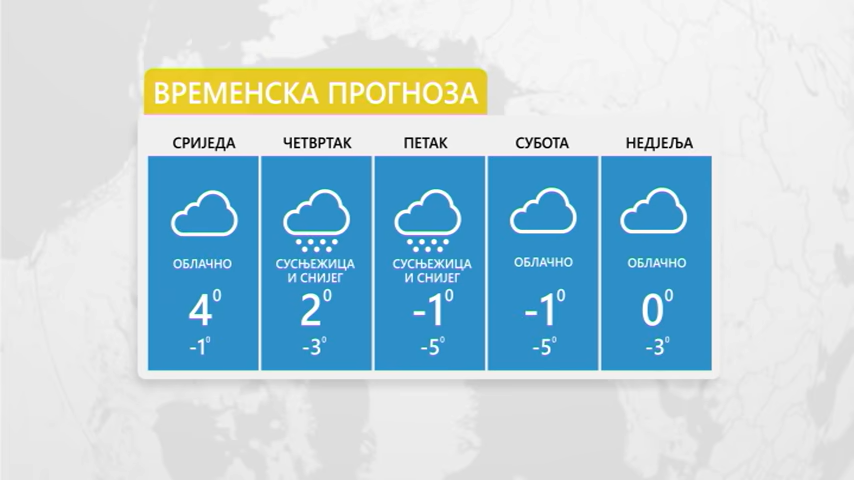 ВРЕМЕНСКА ПРОГНОЗА
СРИЈЕДА
ОБЛАЧНО
4⁰
-1⁰
ЧЕТВРТАК
СУСЊЕЖИЦА
И СНИЈЕГ
2⁰
-3⁰
ПЕТАК
СУСЊЕЖИЦА
И СНИЈЕГ
-1⁰
-5⁰
СУБОТА
ОБЛАЧНО
-1⁰
-5⁰
НЕДЈЕЉА
ОБЛАЧНО
0⁰
-3⁰